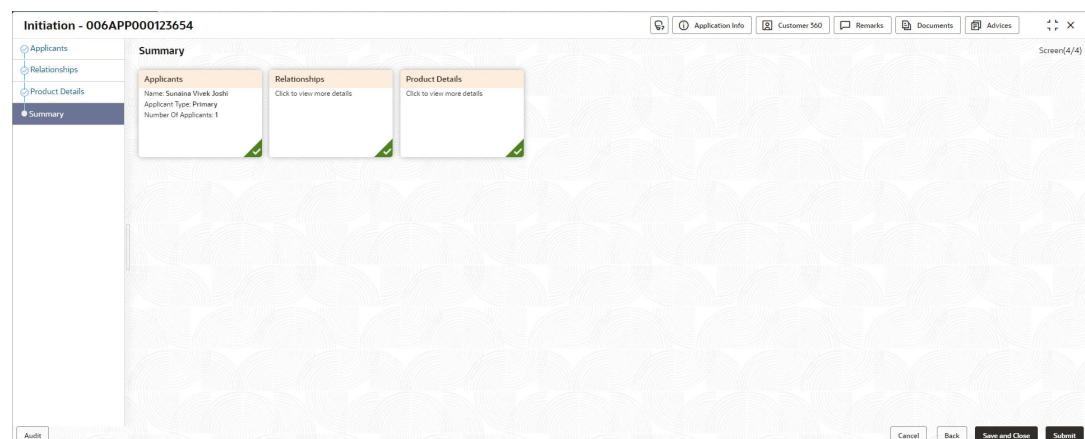 Initiation - 006APP000123654
Application Info
Customer 360
Remarks
Documents
Advices
Applicants
Relationships
Product Details
Summary
Summary
Screen(4/4)
Applicants
Name: Sunaina Vivek Joshi
Applicant Type: Primary
Number Of Applicants: 1
Relationships
Click to view more details
Product Details
Click to view more details
Audit
Cancel
Back
Save and Close
Submit